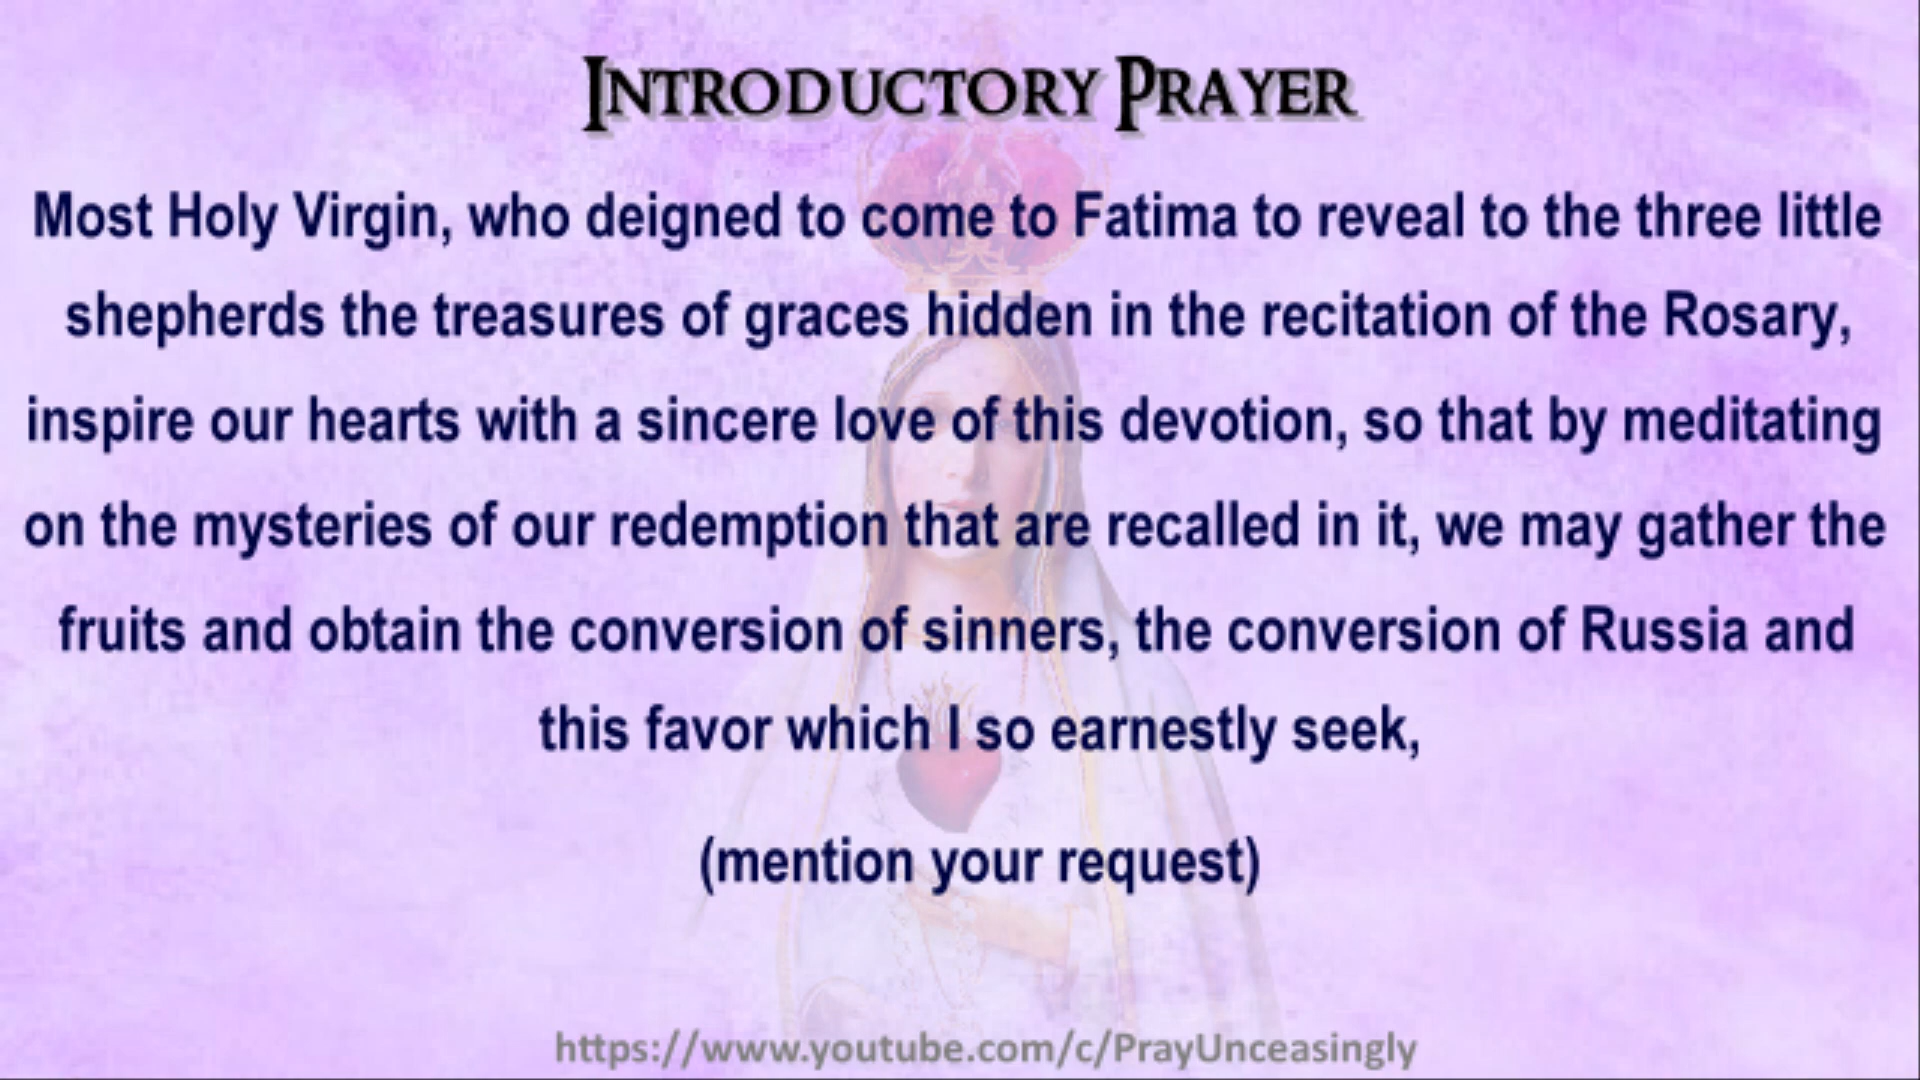 Introductory Prayer
Most Holy Virgin, who deigned to come to Fatima to reveal to the three little
shepherds the treasures of graces hidden in the recitation of the Rosary,
inspire our hearts with a sincere love of this devotion, so that by meditating
on the mysteries of our redemption that are recalled in it, we may gather the
fruits and obtain the conversion of sinners, the conversion of Russia and
this favor which I so earnestly seek,
(mention your request)
https://www.youtube.com/c/PrayUnceasingly